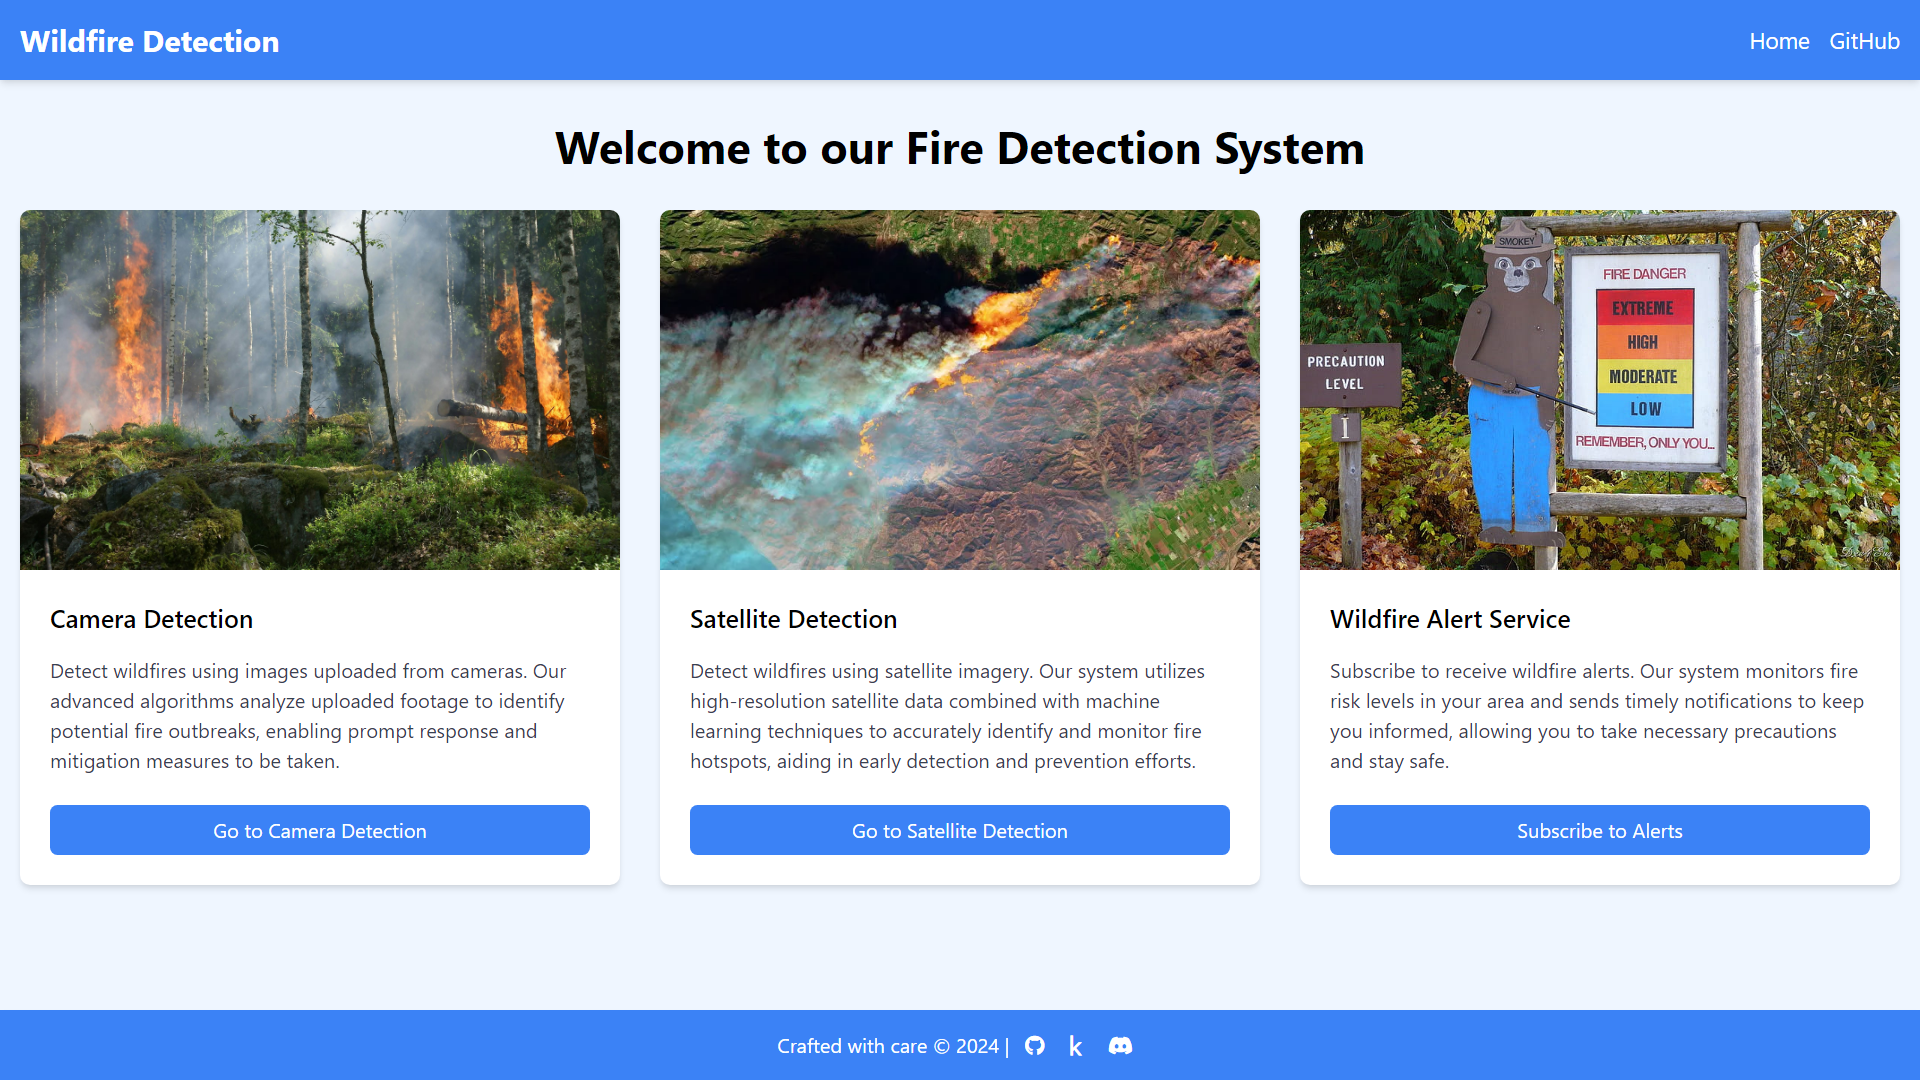 Wildfire Detection
Home
GitHub
Welcome to our Fire Detection System
SMOKEY
FIRE DANGER
EXTREME
HIGH
MODERATE
LOW
REMEMBER, ONLY YOU...
PRECAUTION
LEVEL
I
Camera Detection
Detect wildfires using images uploaded from cameras. Our
advanced algorithms analyze uploaded footage to identify
potential fire outbreaks, enabling prompt response and
mitigation measures to be taken.
Go to Camera Detection
Satellite Detection
Detect wildfires using satellite imagery. Our system utilizes
high-resolution satellite data combined with machine
learning techniques to accurately identify and monitor fire
hotspots, aiding in early detection and prevention efforts.
Go to Satellite Detection
Wildfire Alert Service
Subscribe to receive wildfire alerts. Our system monitors fire
risk levels in your area and sends timely notifications to keep
you informed, allowing you to take necessary precautions
and stay safe.
Subscribe to Alerts
Crafted with care © 2024 | k